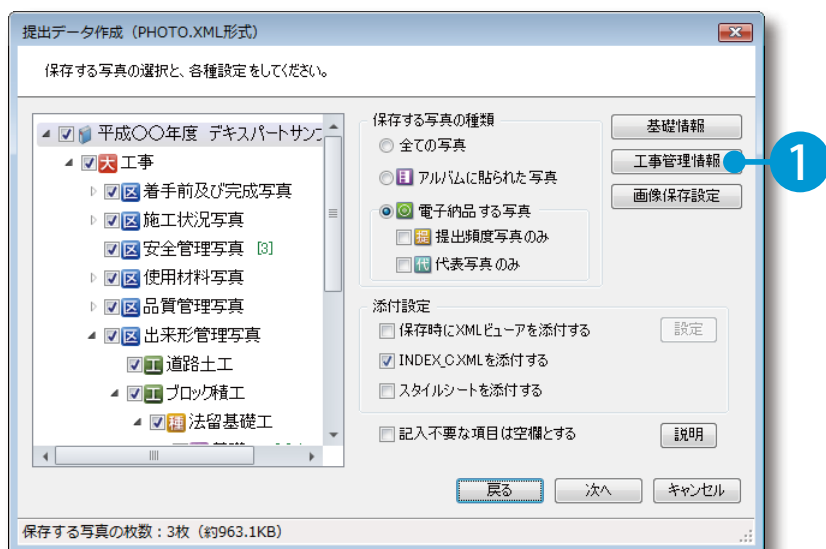 提出データ作成（PHOTO.XML形式）
保存する写真の選択と、各種設定をしてください。
平成〇〇年度 デキスパートサンプ
大 工事
区 着手前及び完成写真
区 施工状況写真
区 安全管理写真 [3]
区 使用材料写真
区 品質管理写真
区 出来形管理写真
工 道路土工
工 ブロック積工
種 法留基礎工
保存する写真の種類
全ての写真
アルバムに貼られた写真
電子納品する写真
提 提出頻度写真のみ
代 代表写真のみ
基礎情報
工事管理情報
1
画像保存設定
添付設定
保存時にXMLビューアを添付する
設定
INDEX_C.XMLを添付する
スタイルシートを添付する
記入不要な項目は空欄とする
説明
戻る
次へ
キャンセル
保存する写真の枚数：3枚（約963.1KB）